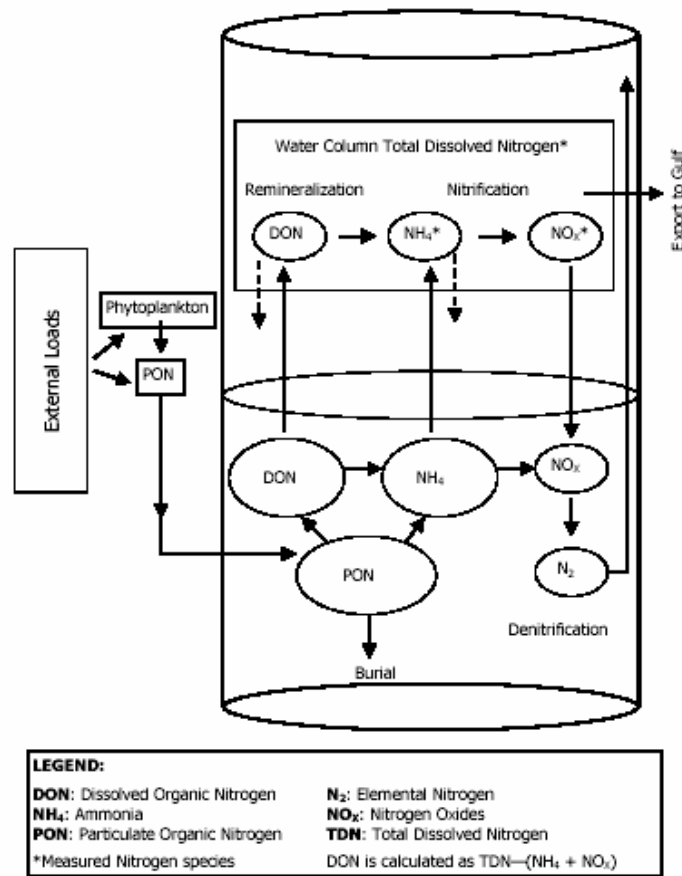 Water Column Total Dissolved Nitrogen*
Remineralization
Nitrification
DON
NH₄*
NOₓ*
Export to Gulf
External Loads
Phytoplankton
PON
DON
NH₄
NOₓ
PON
N₂
Denitrification
Burial
LEGEND:
DON: Dissolved Organic Nitrogen
N₂: Elemental Nitrogen
NH₄: Ammonia
NOₓ: Nitrogen Oxides
PON: Particulate Organic Nitrogen
TDN: Total Dissolved Nitrogen
*Measured Nitrogen species
DON is calculated as TDN—(NH₄ + NOₓ)